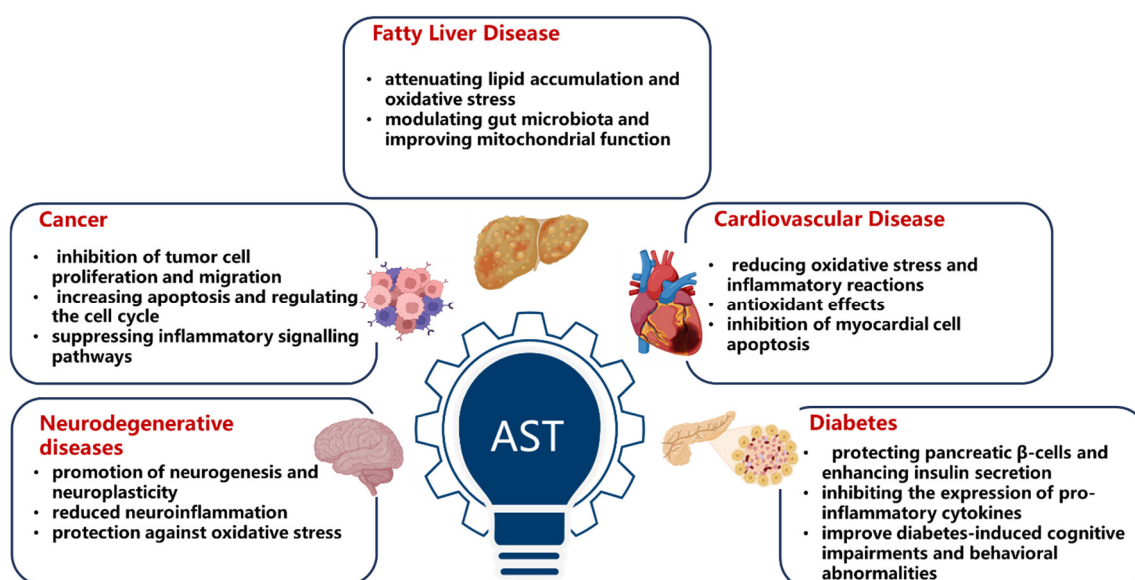 Fatty Liver Disease
• attenuating lipid accumulation and
oxidative stress
• modulating gut microbiota and
improving mitochondrial function
Cancer
• inhibition of tumor cell
proliferation and migration
• increasing apoptosis and regulating
the cell cycle
• suppressing inflammatory signalling
pathways
Cardiovascular Disease
• reducing oxidative stress and
inflammatory reactions
• antioxidant effects
• inhibition of myocardial cell
apoptosis
Neurodegenerative
diseases
• promotion of neurogenesis and
neuroplasticity
• reduced neuroinflammation
• protection against oxidative stress
AST
Diabetes
• protecting pancreatic β-cells and
enhancing insulin secretion
• inhibiting the expression of pro-
inflammatory cytokines
• improve diabetes-induced cognitive
impairments and behavioral
abnormalities